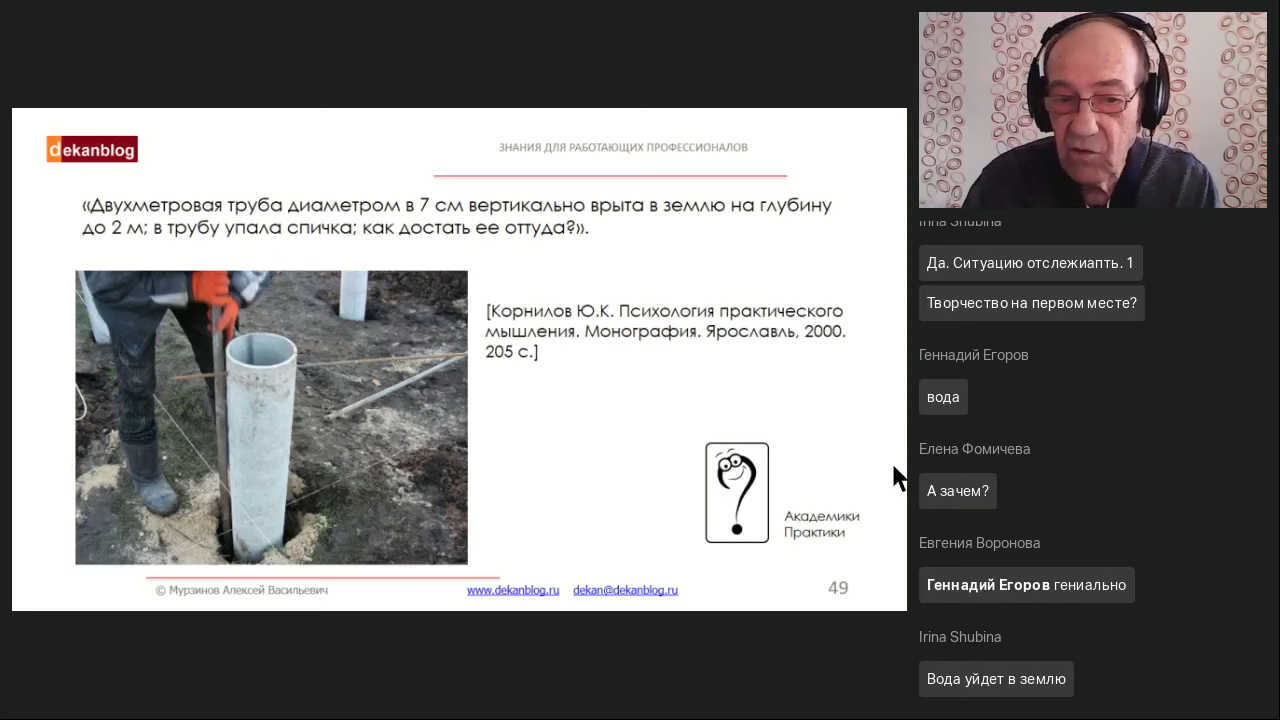 dekanblog
ЗНАНИЯ ДЛЯ РАБОТАЮЩИХ ПРОФЕССИОНАЛОВ
«Двухметровая труба диаметром в 7 см вертикально врыта в землю на глубину
до 2 м; в трубу упала спичка; как достать ее оттуда?».
[Корнилов Ю.К. Психология практического
мышления. Монография. Ярославль, 2000.
205 с.]
Академики
Практики
© Мурзинов Алексей Васильевич
www.dekanblog.ru dekan@dekanblog.ru
49
Irina Shubina
Да. Ситуацию отслежиапть. 1
Творчество на первом месте?
Геннадий Егоров
вода
Елена Фомичева
А зачем?
Евгения Воронова
Геннадий Егоров гениально
Irina Shubina
Вода уйдет в землю